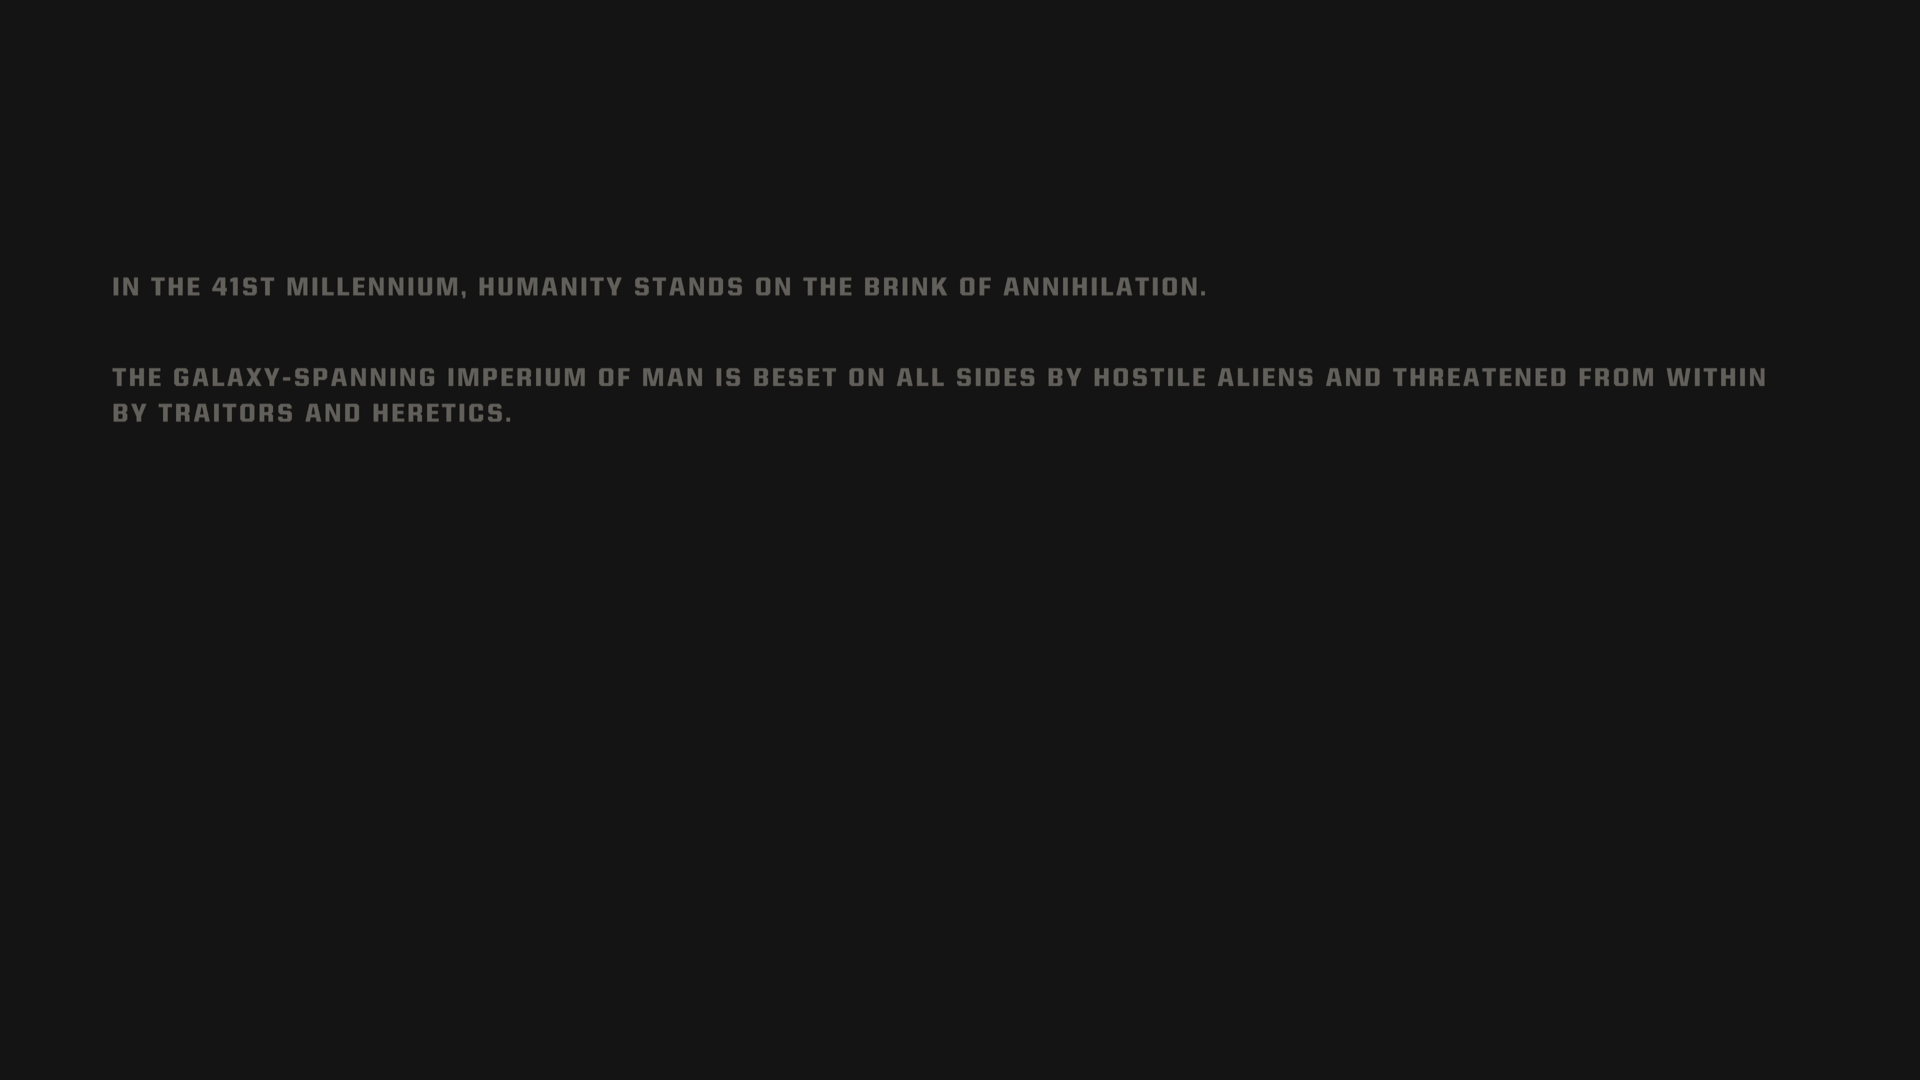 IN THE 41ST MILLENNIUM, HUMANITY STANDS ON THE BRINK OF ANNIHILATION.
THE GALAXY-SPANNING IMPERIUM OF MAN IS BESET ON ALL SIDES BY HOSTILE ALIENS AND THREATENED FROM WITHIN
BY TRAITORS AND HERETICS.